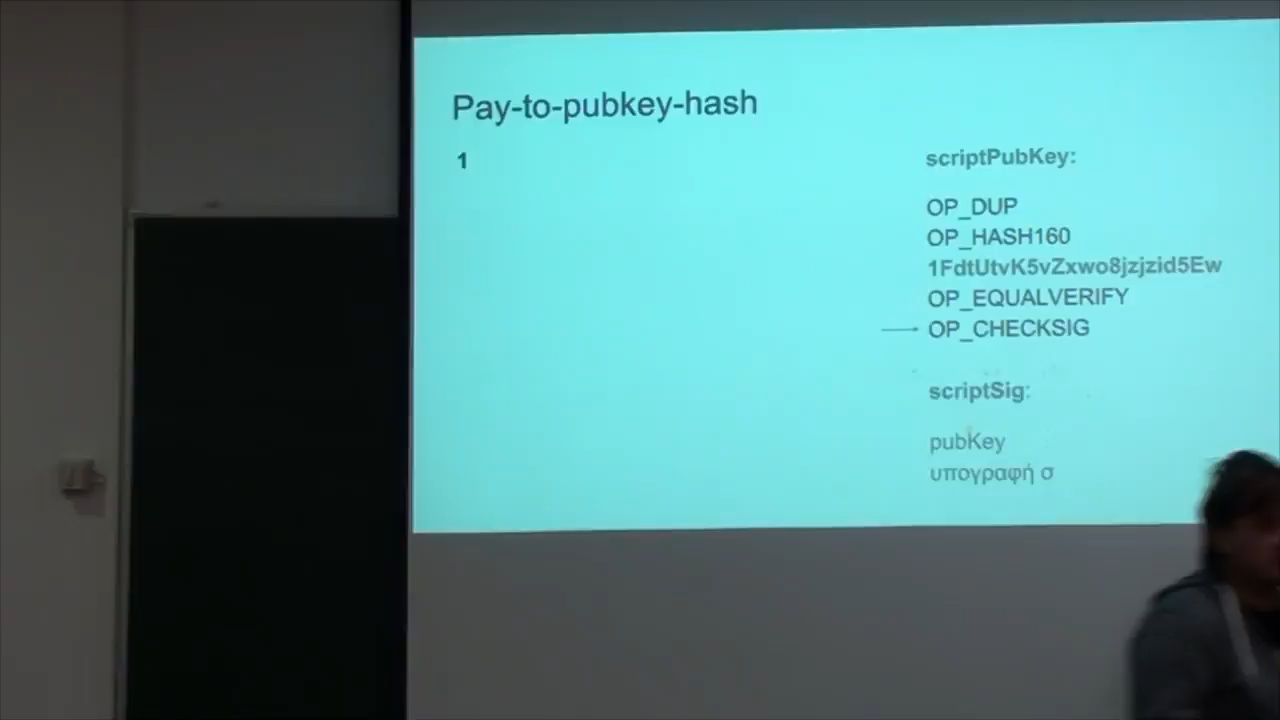 Pay-to-pubkey-hash
1
scriptPubKey:
OP_DUP
OP_HASH160
1FdtUtvK5vZxwo8jzjzid5Ew
OP_EQUALVERIFY
OP_CHECKSIG
scriptSig:
pubKey
υπογραφή σ